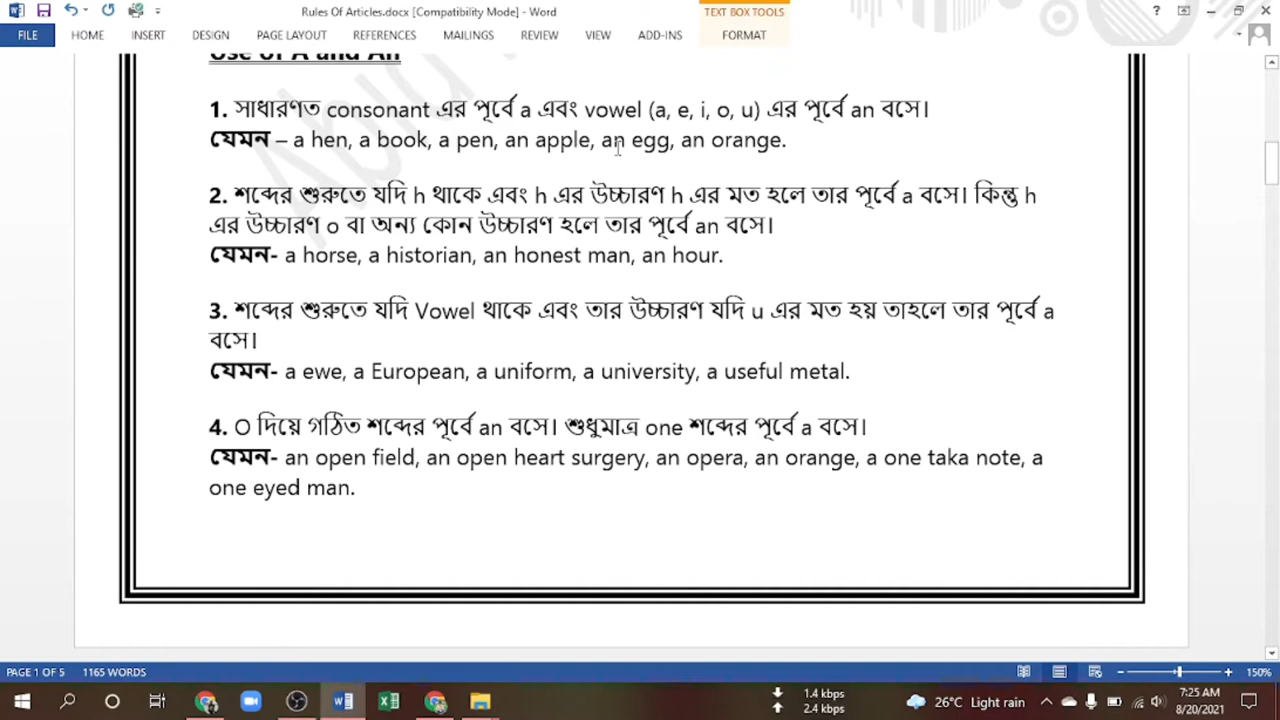 Rules Of Articles.docx [Compatibility Mode] - Word
TEXT BOX TOOLS
FILE HOME INSERT DESIGN PAGE LAYOUT REFERENCES MAILINGS REVIEW VIEW ADD-INS FORMAT
Use of A and An
1. সাধারণত consonant এর পূর্বে a এবং vowel (a, e, i, o, u) এর পূর্বে an বসে।
যেমন – a hen, a book, a pen, an apple, an egg, an orange.
2. শব্দের শুরুতে যদি h থাকে এবং h এর উচ্চারণ h এর মত হলে তার পূর্বে a বসে। কিন্তু h
এর উচ্চারণ o বা অন্য কোন উচ্চারণ হলে তার পূর্বে an বসে।
যেমন- a horse, a historian, an honest man, an hour.
3. শব্দের শুরুতে যদি Vowel থাকে এবং তার উচ্চারণ যদি u এর মত হয় তাহলে তার পূর্বে a
বসে।
যেমন- a ewe, a European, a uniform, a university, a useful metal.
4. O দিয়ে গঠিত শব্দের পূর্বে an বসে। শুধুমাত্র one শব্দের পূর্বে a বসে।
যেমন- an open field, an open heart surgery, an opera, an orange, a one taka note, a
one eyed man.
PAGE 1 OF 5 1165 WORDS 150%
1.4 kbps
2.4 kbps
26°C Light rain
7:25 AM
8/20/2021